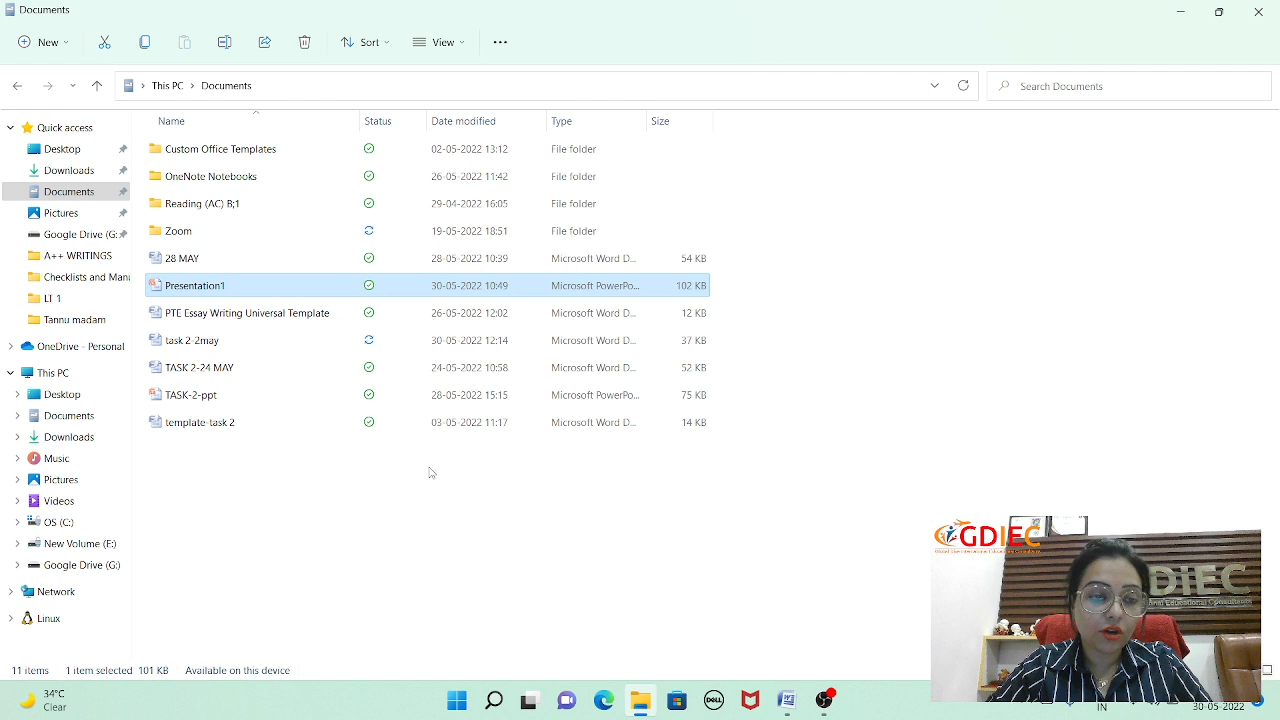 Documents
New
Sort
View
This PC > Documents
Search Documents
Name Status Date modified Type Size
Custom Office Templates 02-05-2022 13:12 File folder
OneNote Notebooks 26-05-2022 11:42 File folder
Reading (AC) B;1 29-04-2022 16:05 File folder
Zoom 19-05-2022 18:51 File folder
28 MAY 28-05-2022 10:39 Microsoft Word D... 54 KB
Presentation1 30-05-2022 10:49 Microsoft PowerPo... 102 KB
PTE Essay Writing Universal Template 26-05-2022 12:02 Microsoft Word D... 12 KB
task 2 2may 30-05-2022 12:14 Microsoft Word D... 37 KB
TASK 2-24 MAY 24-05-2022 10:58 Microsoft Word D... 52 KB
TASK-2-ppt 28-05-2022 15:15 Microsoft PowerPo... 75 KB
template-task 2 03-05-2022 11:17 Microsoft Word D... 14 KB
Quick access
Desktop
Downloads
Documents
Pictures
Google Drive (G:
A++ WRITINGS
Checklists and Manu
LT 1
Tannu madam
OneDrive - Personal
This PC
Desktop
Documents
Downloads
Music
Pictures
Videos
OS (C:)
New Volume (F:)
Google Drive (G:)
Network
Linux
11 items 1 item selected 101 KB Available on this device
GDIEC
DIEC
34°C
Clear
DELL
IN
30-05-2022